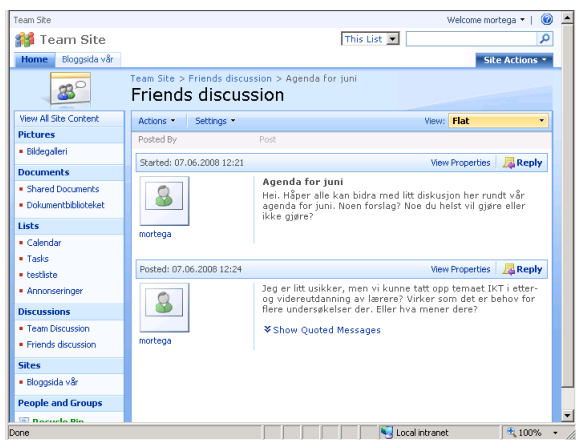 Team Site
Welcome mortega
Team Site
This List
Home
Bloggsida vår
Site Actions
Team Site > Friends discussion > Agenda for juni
Friends discussion
View All Site Content
Pictures
Bildegalleri
Documents
Shared Documents
Dokumentbiblioteket
Lists
Calendar
Tasks
testliste
Annonseringer
Discussions
Team Discussion
Friends discussion
Sites
Bloggsida vår
People and Groups
Recycle Bin
Actions
Settings
View: Flat
Posted By
Post
Started: 07.06.2008 12:21
View Properties
Reply
mortega
Agenda for juni
Hei. Håper alle kan bidra med litt diskusjon her rundt vår
agenda for juni. Noen forslag? Noe du helst vil gjøre eller
ikke gjøre?
Posted: 07.06.2008 12:24
View Properties
Reply
mortega
Jeg er litt usikker, men vi kunne tatt opp temaet IKT i etter-
og videreutdanning av lærere? Virker som det er behov for
flere undersøkelser der. Eller hva mener dere?
Show Quoted Messages
Done
Local intranet
100%